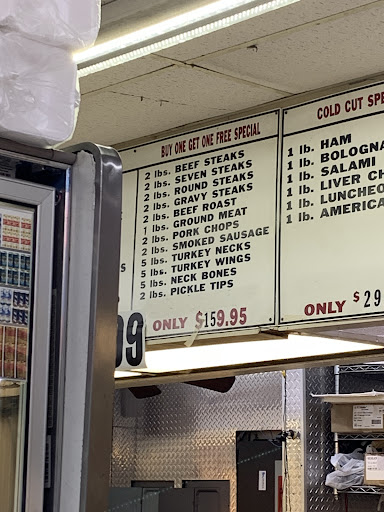 BUY ONE GET ONE FREE SPECIAL
2 lbs. BEEF STEAKS
2 lbs. SEVEN STEAKS
2 lbs. ROUND STEAKS
2 lbs. GRAVY STEAKS
2 lbs. BEEF ROAST
1 lbs. GROUND MEAT
2 lbs. PORK CHOPS
2 lbs. SMOKED SAUSAGE
5 lbs. TURKEY NECKS
5 lbs. TURKEY WINGS
5 lbs. NECK BONES
2 lbs. PICKLE TIPS
ONLY $159.95
COLD CUT SPE
1 lb. HAM
1 lb. BOLOGNA
1 lb. SALAMI
1 lb. LIVER CH
1 lb. LUNCHEO
1 lb. AMERICA
ONLY $29
S
99